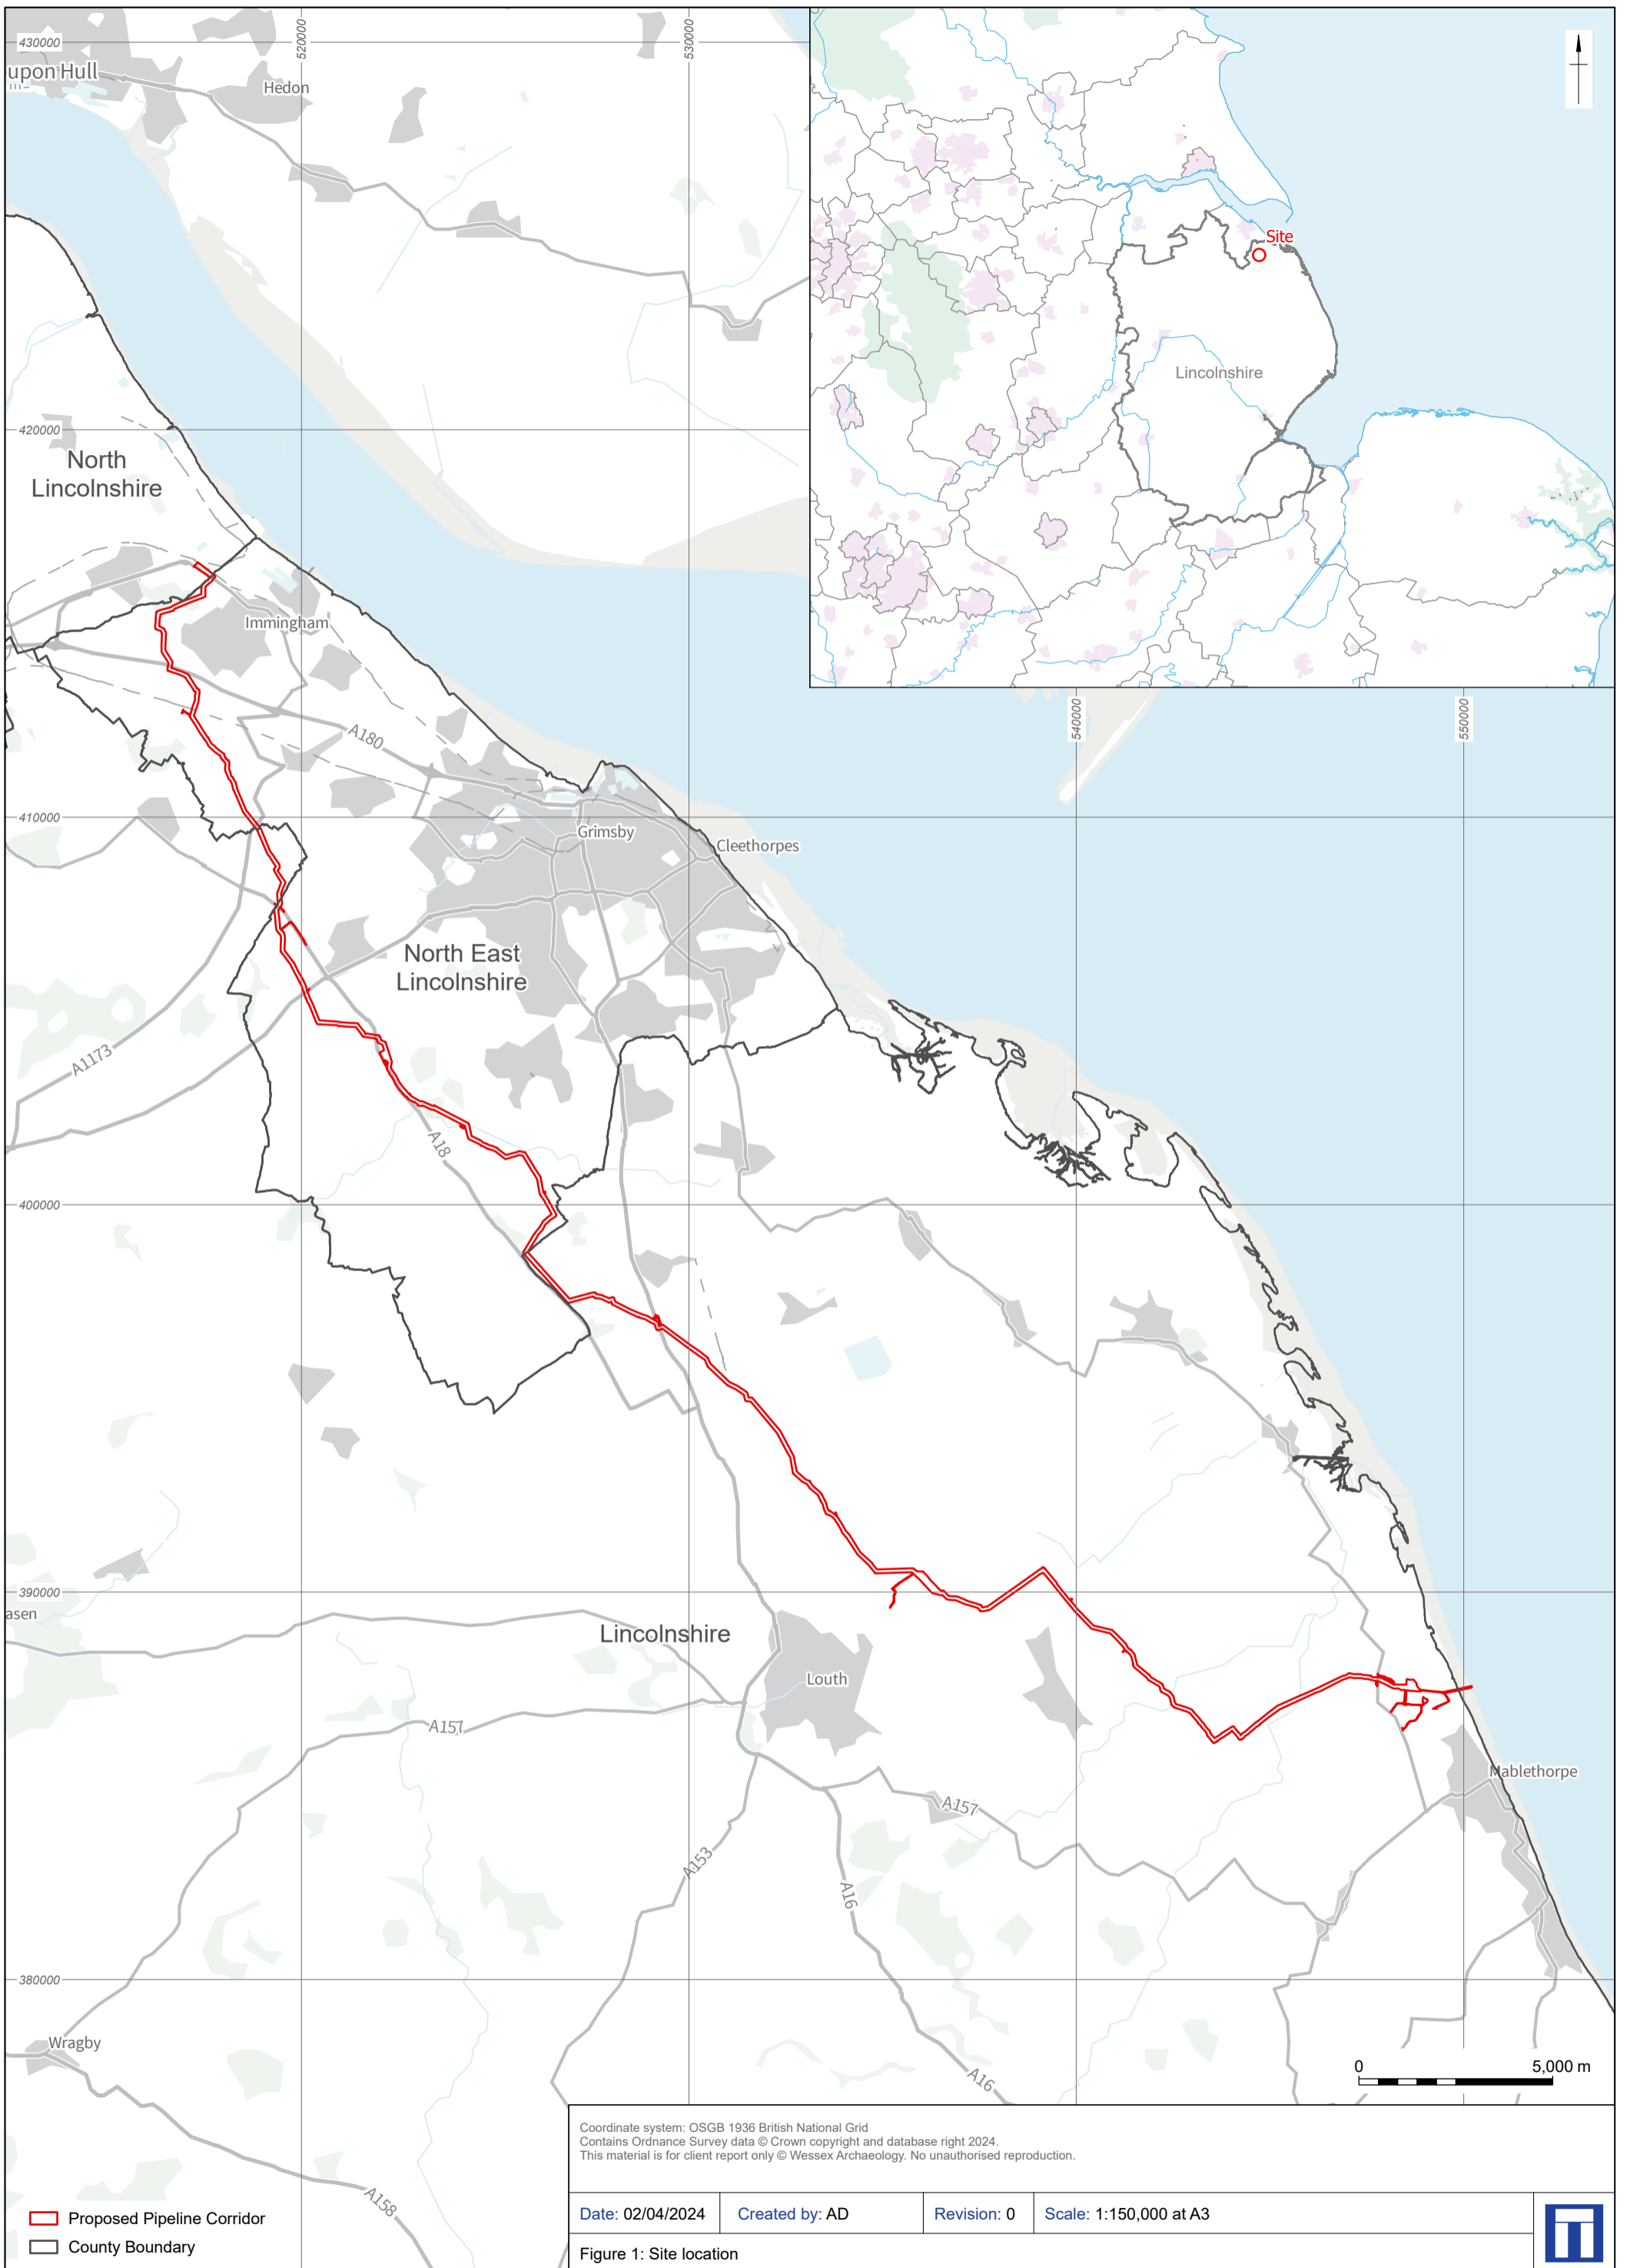 430000
520000
530000
upon Hull
Hedon
Site
Lincolnshire
420000
North
Lincolnshire
Immingham
540000
550000
A180
410000
Grimsby
Cleethorpes
North East
Lincolnshire
A1173
A18
400000
390000
asen
Lincolnshire
Louth
A157
Mablethorpe
A157
A153
A16
380000
Wragby
A16
0 5,000 m
A158
Coordinate system: OSGB 1936 British National Grid
Contains Ordnance Survey data © Crown copyright and database right 2024.
This material is for client report only © Wessex Archaeology. No unauthorised reproduction.
Date: 02/04/2024 Created by: AD Revision: 0 Scale: 1:150,000 at A3
Figure 1: Site location
Proposed Pipeline Corridor
County Boundary